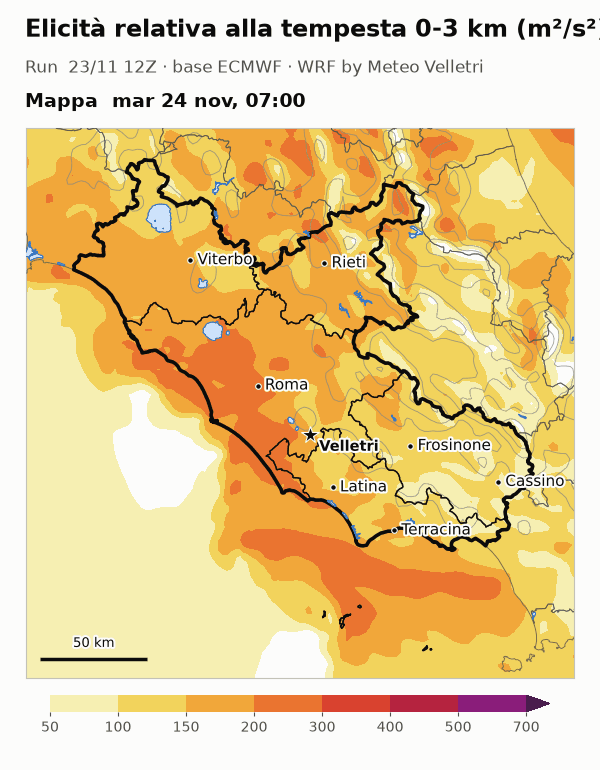 Elicità relativa alla tempesta 0-3 km (m²/s²)
Run 23/11 12Z · base ECMWF · WRF by Meteo Velletri
Mappa mar 24 nov, 07:00
Viterbo
Rieti
Roma
Velletri
Frosinone
Latina
Cassino
Terracina
50 km
50 100 150 200 300 400 500 700